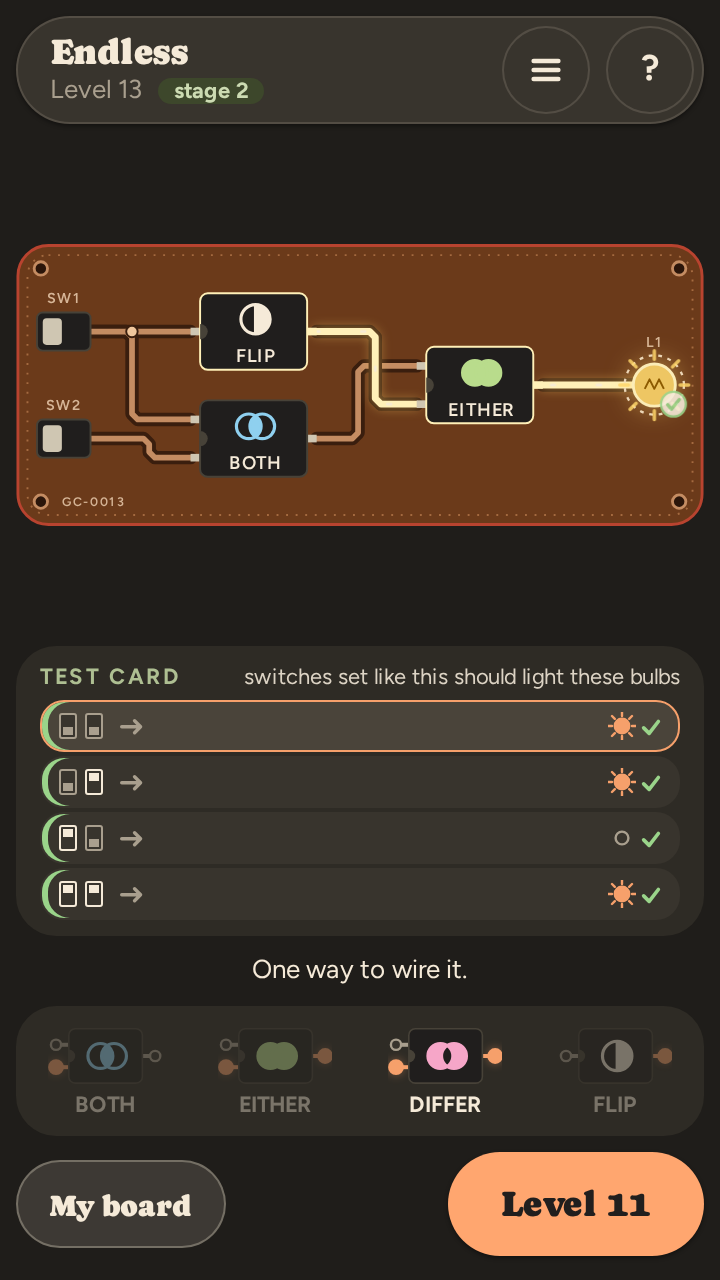 Endless
Level 13 stage 2
?
SW1
FLIP
L1
SW2
EITHER
BOTH
GC-0013
TEST CARD switches set like this should light these bulbs
One way to wire it.
BOTH EITHER DIFFER FLIP
My board Level 11